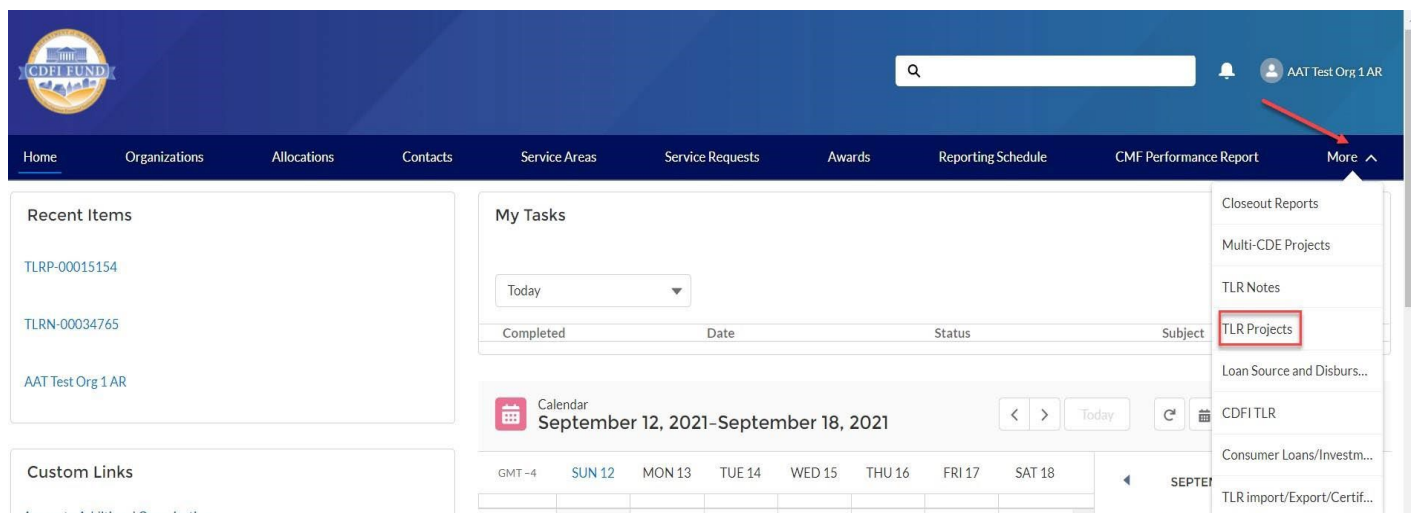 CDFI FUND
AAT Test Org 1 AR
Home Organizations Allocations Contacts Service Areas Service Requests Awards Reporting Schedule CMF Performance Report More
Recent Items
TLRP-00015154
TLRN-00034765
AAT Test Org 1 AR
Custom Links
My Tasks
Today
Completed Date Status Subject
Calendar
September 12, 2021–September 18, 2021
Today
GMT -4 SUN 12 MON 13 TUE 14 WED 15 THU 16 FRI 17 SAT 18
SEPTE
Closeout Reports
Multi-CDE Projects
TLR Notes
TLR Projects
Loan Source and Disburs...
CDFI TLR
Consumer Loans/Investm...
TLR import/Export/Certif...